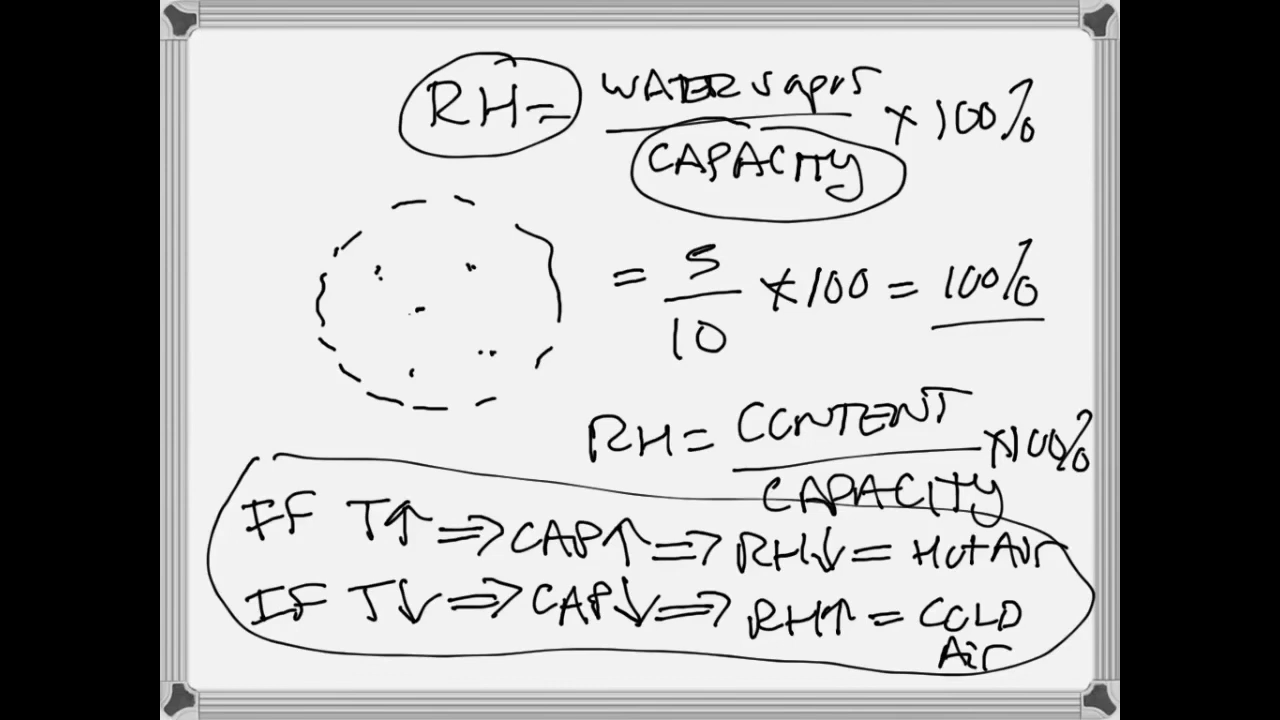 RH = WATER vapor / CAPACITY × 100%
= 5 / 10 × 100 = 100%
RH = CONTENT / CAPACITY × 100%
IF T↑ ⇒ CAP↑ ⇒ RH↓ = Hot Air
IF T↓ ⇒ CAP↓ ⇒ RH↑ = COLD
Air